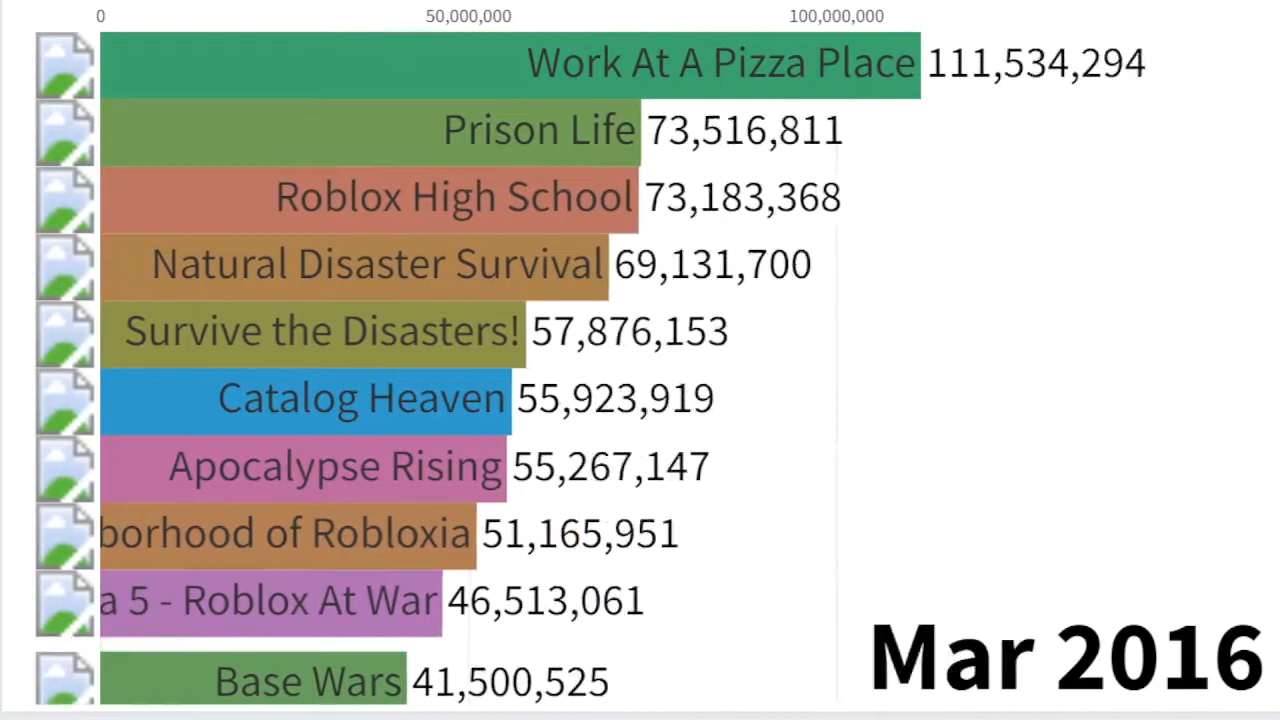 0 50,000,000 100,000,000
Work At A Pizza Place 111,534,294
Prison Life 73,516,811
Roblox High School 73,183,368
Natural Disaster Survival 69,131,700
Survive the Disasters! 57,876,153
Catalog Heaven 55,923,919
Apocalypse Rising 55,267,147
borhood of Robloxia 51,165,951
a 5 - Roblox At War 46,513,061
Base Wars 41,500,525
Mar 2016